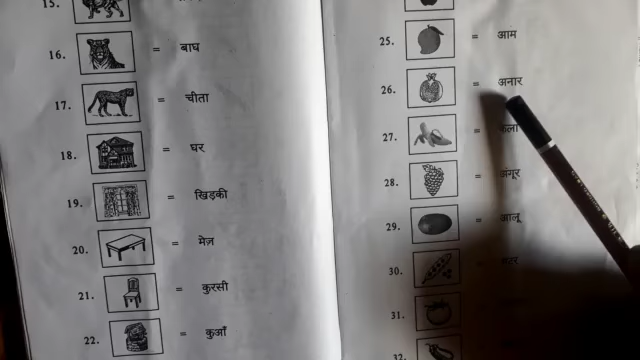 15.
16. = बाघ
17. = चीता
18. = घर
19. = खिड़की
20. = मेज़
21. = कुरसी
22. = कुआँ
25. = आम
26. = अनार
27. =
28. = अंगूर
29. = आलू
30.
31.
32.